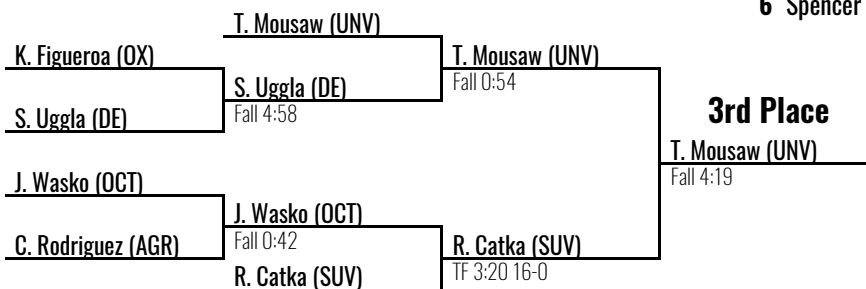 6 Spencer
T. Mousaw (UNV)
K. Figueroa (OX)
T. Mousaw (UNV)
S. Uggla (DE)
Fall 0:54
Fall 4:58
S. Uggla (DE)
3rd Place
T. Mousaw (UNV)
Fall 4:19
J. Wasko (OCT)
J. Wasko (OCT)
Fall 0:42
C. Rodriguez (AGR)
R. Catka (SUV)
TF 3:20 16-0
R. Catka (SUV)